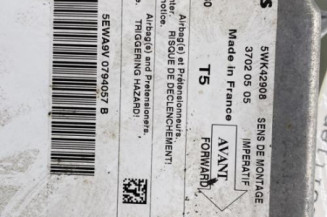 S
5WK42908 SENS DE MONTAGE
3702 05 05 IMPERATIF
Made in France
AVANT
FORWARD
T5
Airbag(s) et Prétensionneurs.
RISQUE DE DECLENCHEMENT!
Airbag(s) and Pretensioners.
TRIGGERING HAZARD!
5EWA9V 0794057 B